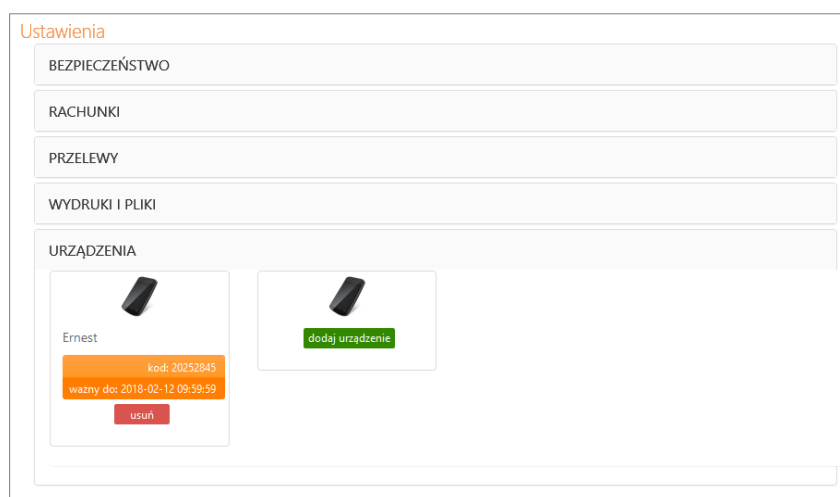 Ustawienia
BEZPIECZEŃSTWO
RACHUNKI
PRZELEWY
WYDRUKI I PLIKI
URZĄDZENIA
Ernest
kod: 20252845
ważny do: 2018-02-12 09:59:59
usuń
dodaj urządzenie